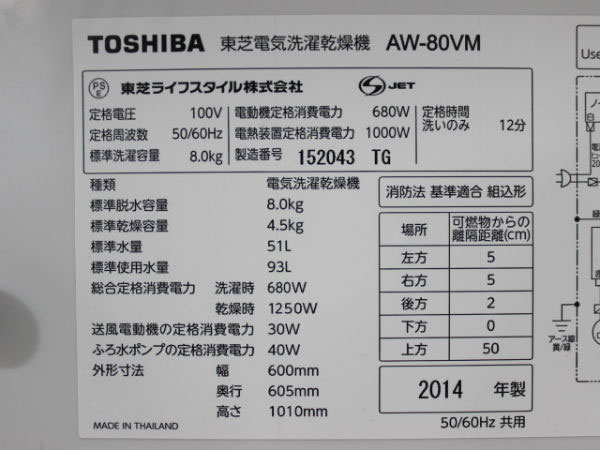 TOSHIBA 東芝電気洗濯乾燥機 AW-80VM
PS E 東芝ライフスタイル株式会社 S JET
定格電圧 100V
定格周波数 50/60Hz
標準洗濯容量 8.0kg
電動機定格消費電力 680W
電熱装置定格消費電力 1000W
製造番号 152043 TG
定格時間
洗いのみ 12分
種類 電気洗濯乾燥機
標準脱水容量 8.0kg
標準乾燥容量 4.5kg
標準水量 51L
標準使用水量 93L
総合定格消費電力 洗濯時 680W
乾燥時 1250W
送風電動機の定格消費電力 30W
ふろ水ポンプの定格消費電力 40W
外形寸法 幅 600mm
奥行 605mm
高さ 1010mm
MADE IN THAILAND
消防法 基準適合 組込形
場所 可燃物からの
離隔距離(cm)
左方 5
右方 5
後方 2
下方 0
上方 50
2014 年製
50/60Hz 共用
Use
ノイ
白
アース線
黄/緑